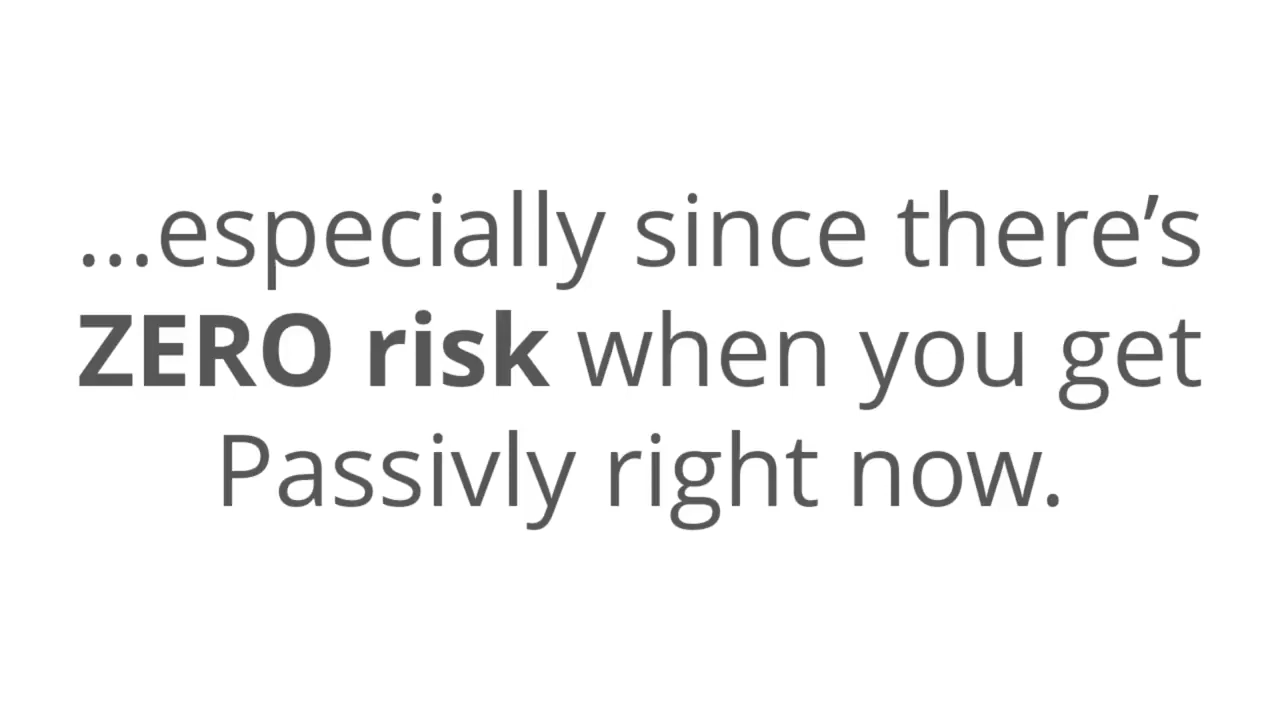 ...especially since there’s
ZERO risk when you get
Passivly right now.